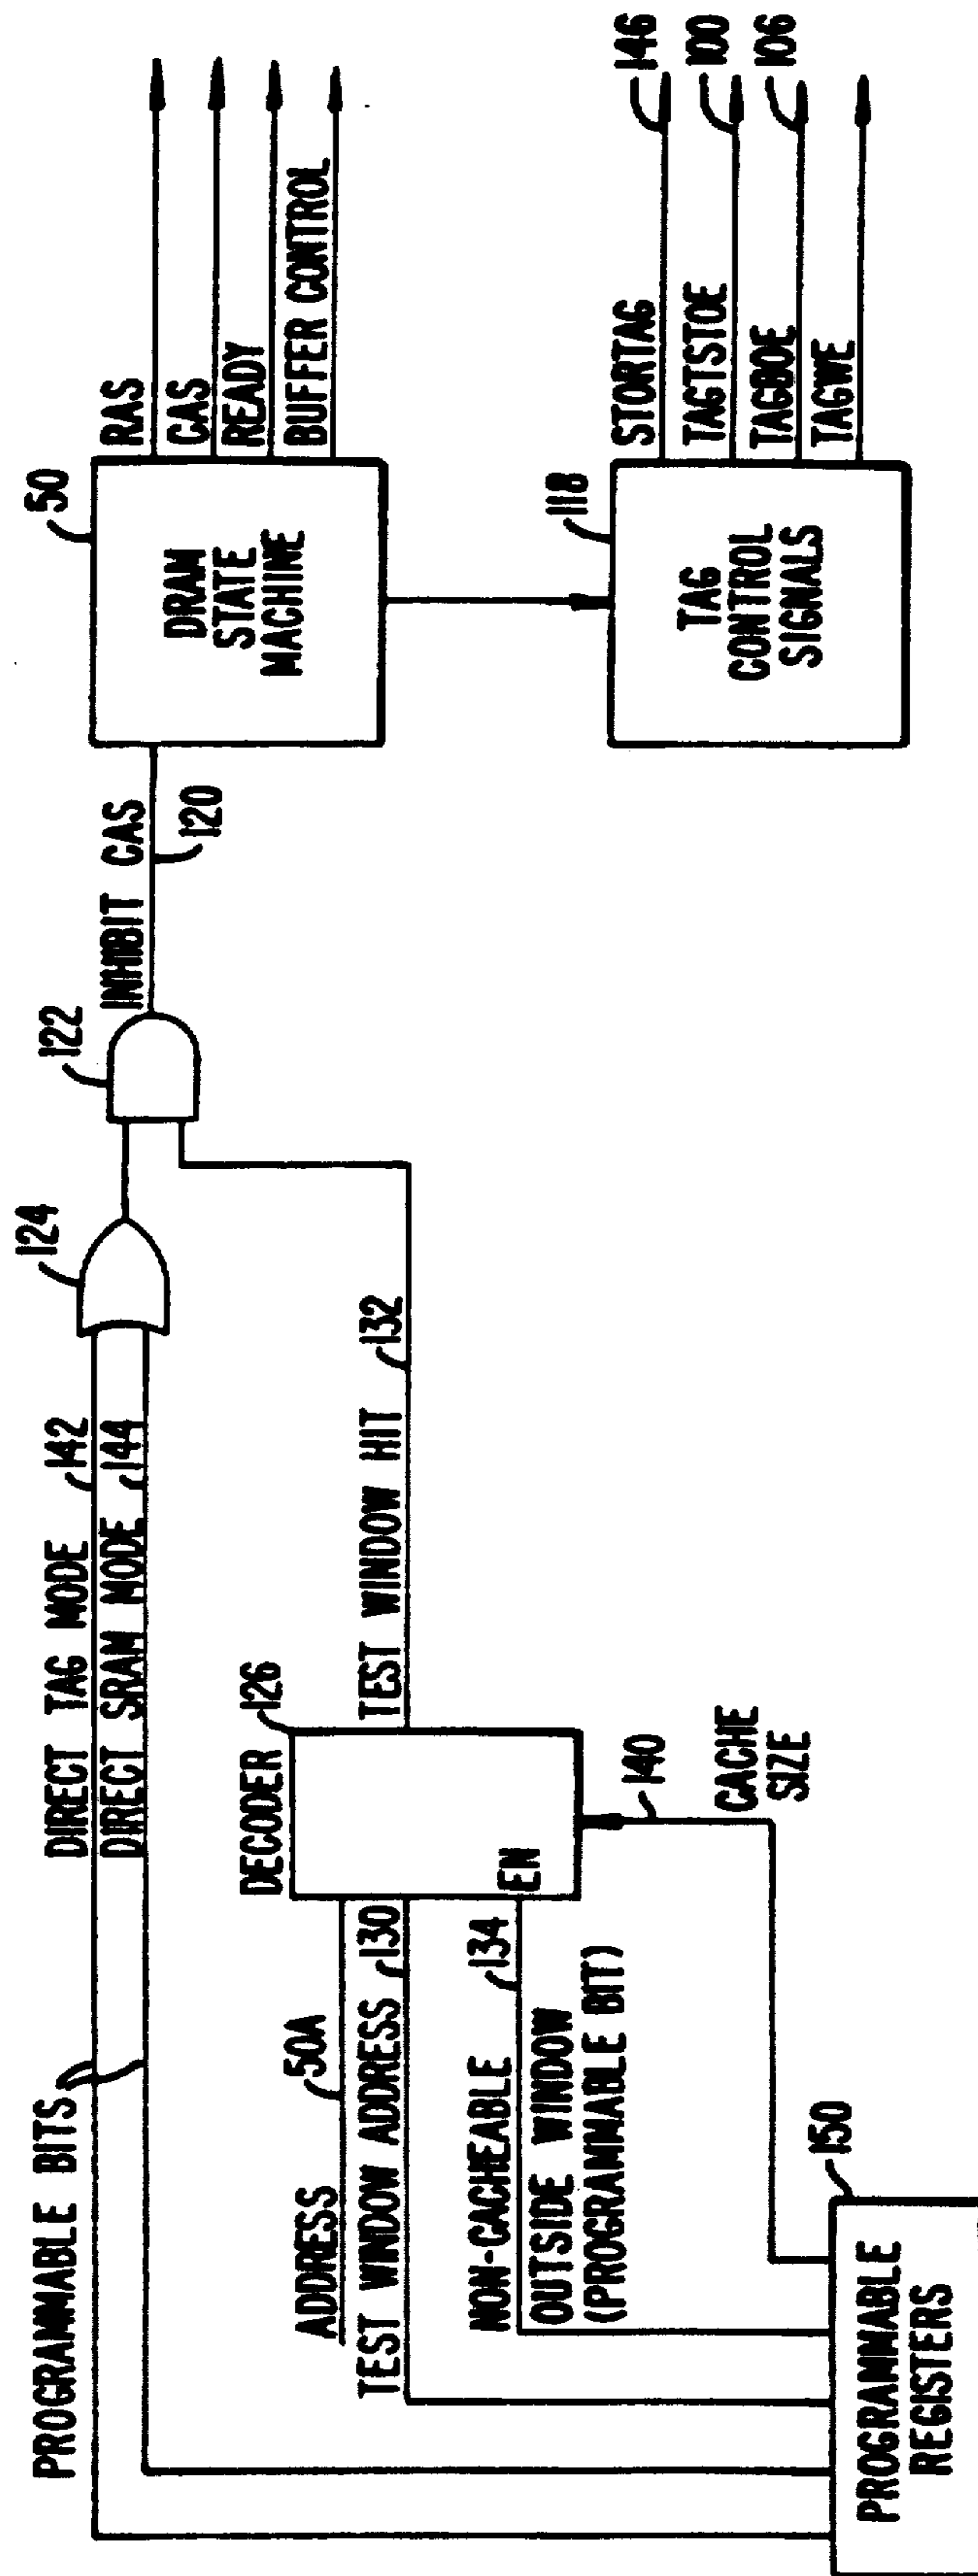 PROGRAMMABLE BITS
DIRECT TAG MODE 142
DIRECT SRAM MODE 144
124
122
INHIBIT CAS
120
50
DRAM
STATE
MACHINE
RAS
CAS
READY
BUFFER CONTROL
ADDRESS
50A
TEST WINDOW ADDRESS 130
NON-CACHEABLE 134
OUTSIDE WINDOW
(PROGRAMABLE BIT)
DECODER 126
EN
TEST WINDOW HIT 132
140
CACHE
SIZE
118
TAG
CONTROL
SIGNALS
STORTAG 146
TAGTSTOE 100
TAGBOE 106
TAGWE
150
PROGRAMMABLE
REGISTERS